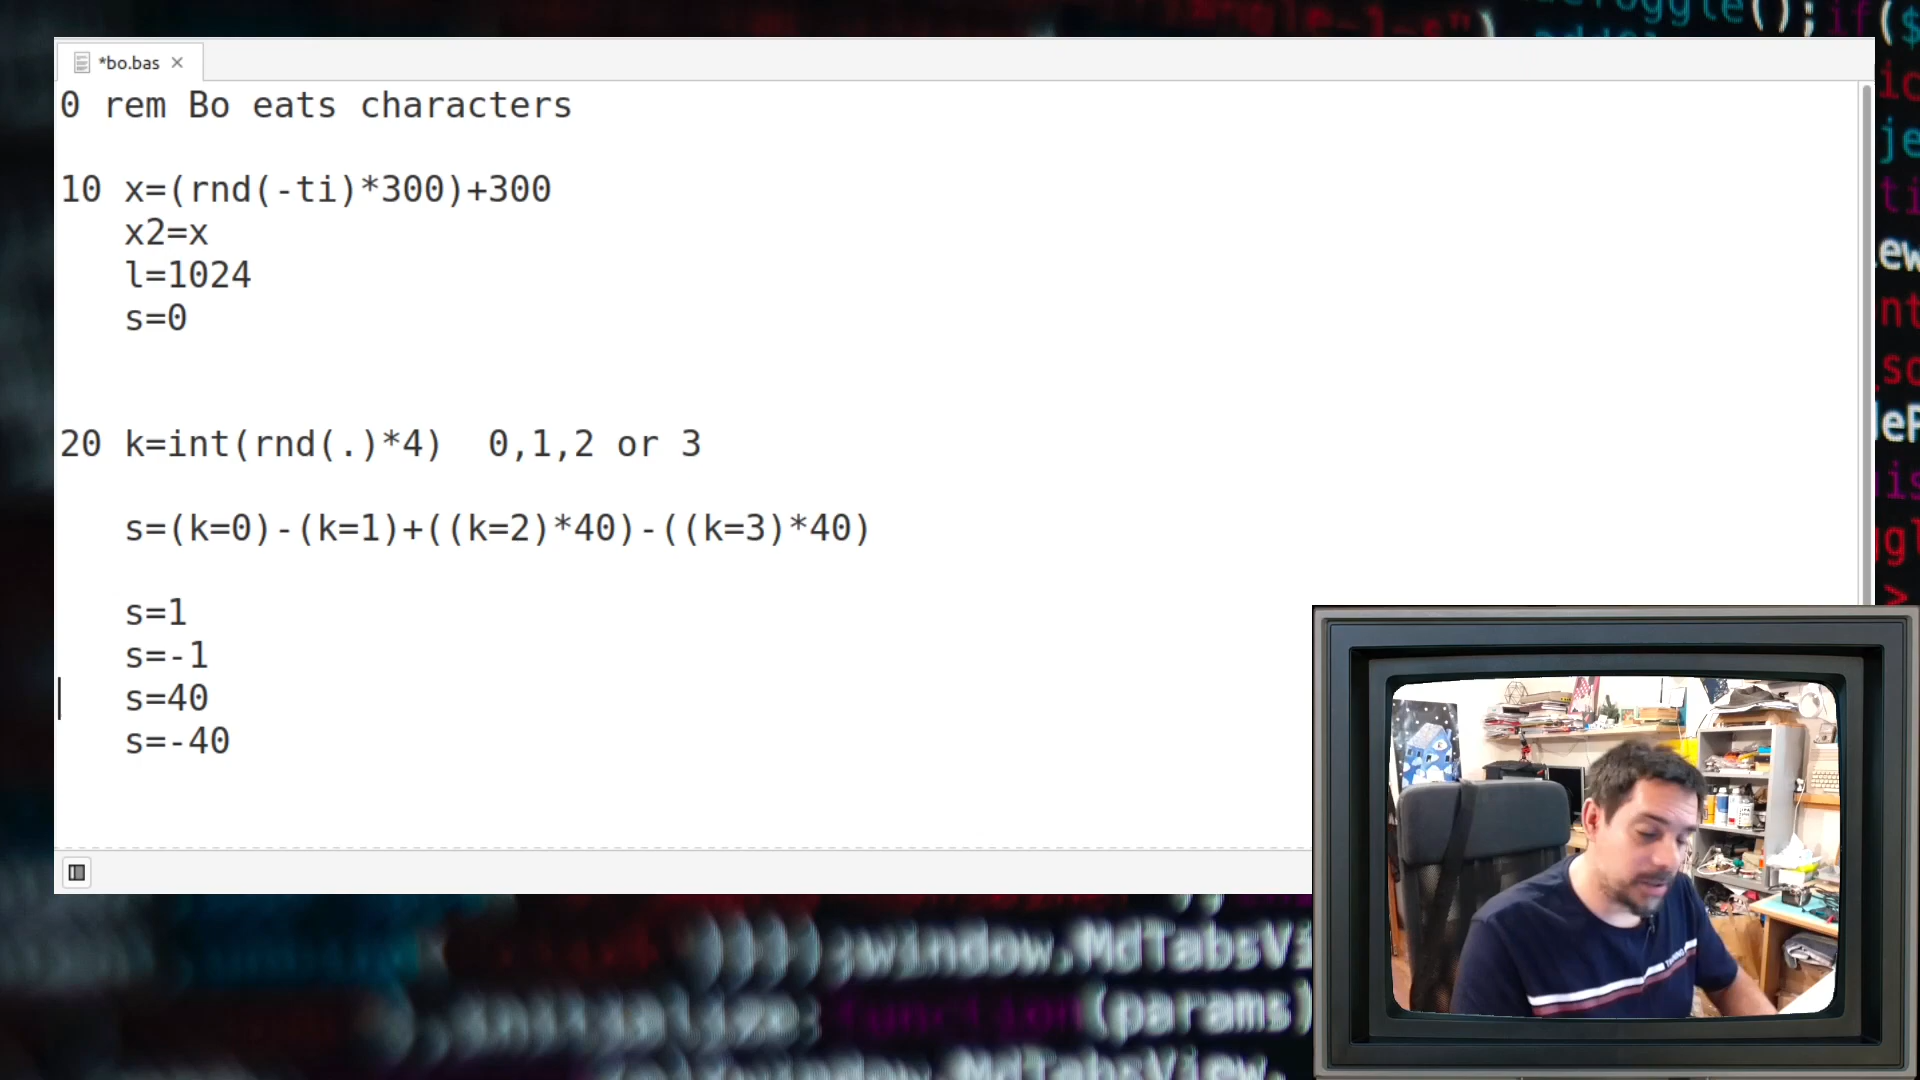 *bo.bas
0 rem Bo eats characters
10 x=(rnd(-ti)*300)+300
x2=x
l=1024
s=0
20 k=int(rnd(.)*4)  0,1,2 or 3
s=(k=0)-(k=1)+((k=2)*40)-((k=3)*40)
s=1
s=-1
s=40
s=-40
window.MdTabsVi
function(params)